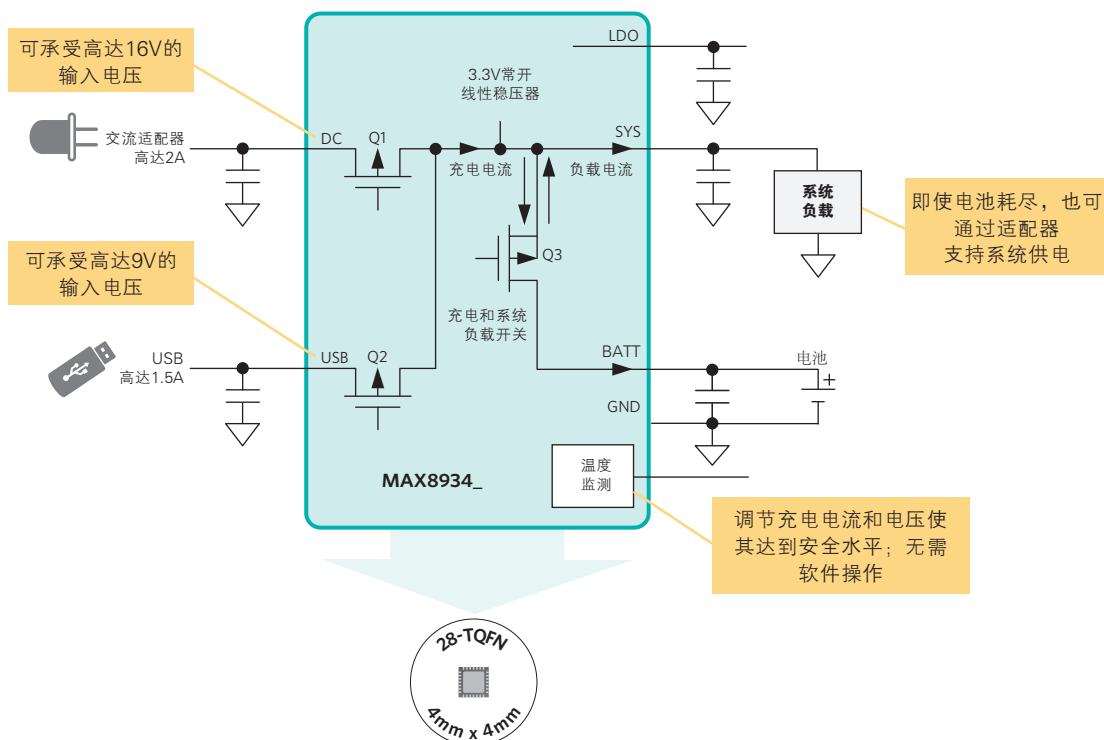 可承受高达16V的
输入电压
交流适配器
高达2A
DC
Q1
3.3V常开
线性稳压器
充电电流
LDO
SYS
负载电流
系统
负载
即使电池耗尽，也可
通过适配器
支持系统供电
可承受高达9V的
输入电压
Q3
充电和系统
负载开关
USB
高达1.5A
USB
Q2
BATT
电池
+
GND
MAX8934_
温度
监测
调节充电电流和电压使
其达到安全水平；无需
软件操作
28-TQFN
4mm x 4mm